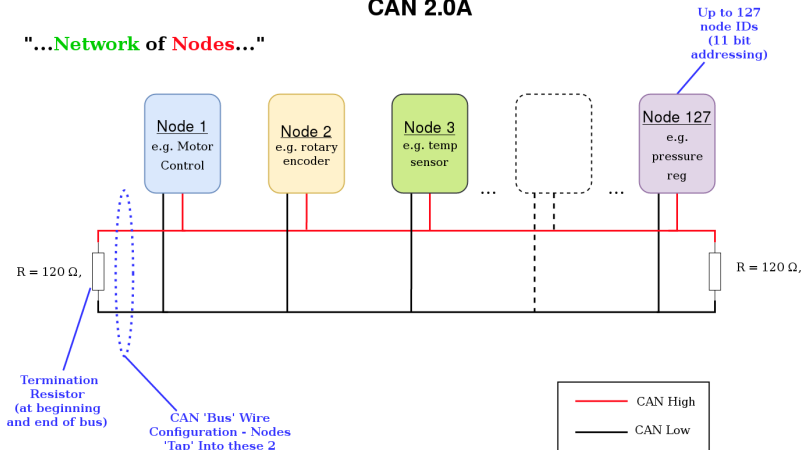 CAN 2.0A
"...Network of Nodes..."
Up to 127
node IDs
(11 bit
addressing)
Node 1
e.g. Motor
Control
Node 2
e.g. rotary
encoder
Node 3
e.g. temp
sensor
...
...
Node 127
e.g.
pressure
reg
R = 120 Ω,
R = 120 Ω,
Termination
Resistor
(at beginning
and end of bus)
CAN 'Bus' Wire
Configuration - Nodes
'Tap' Into these 2
CAN High
CAN Low